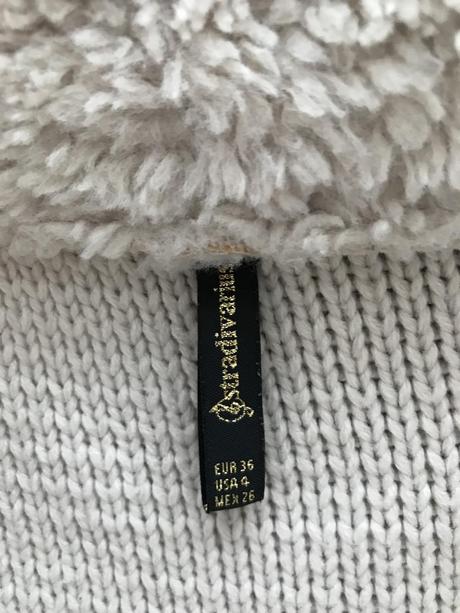 stradivarius
EUR 36
USA 4
MEX 26